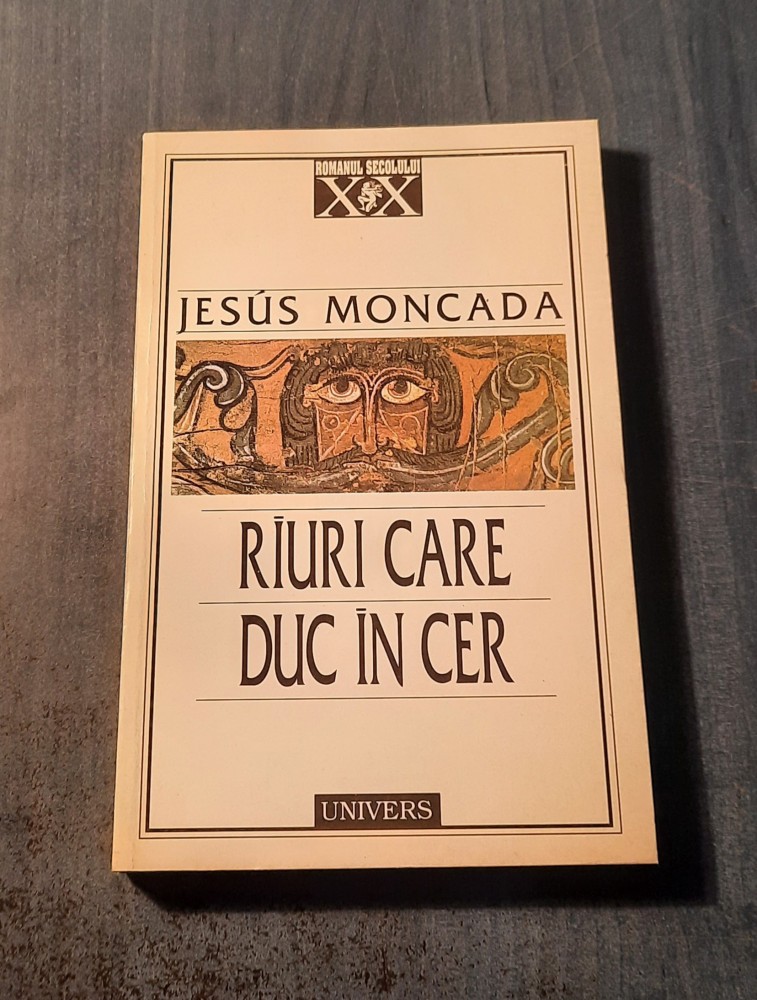 ROMANUL SECOLULUI
XX
JESÚS MONCADA
RÎURI CARE
DUC ÎN CER
UNIVERS